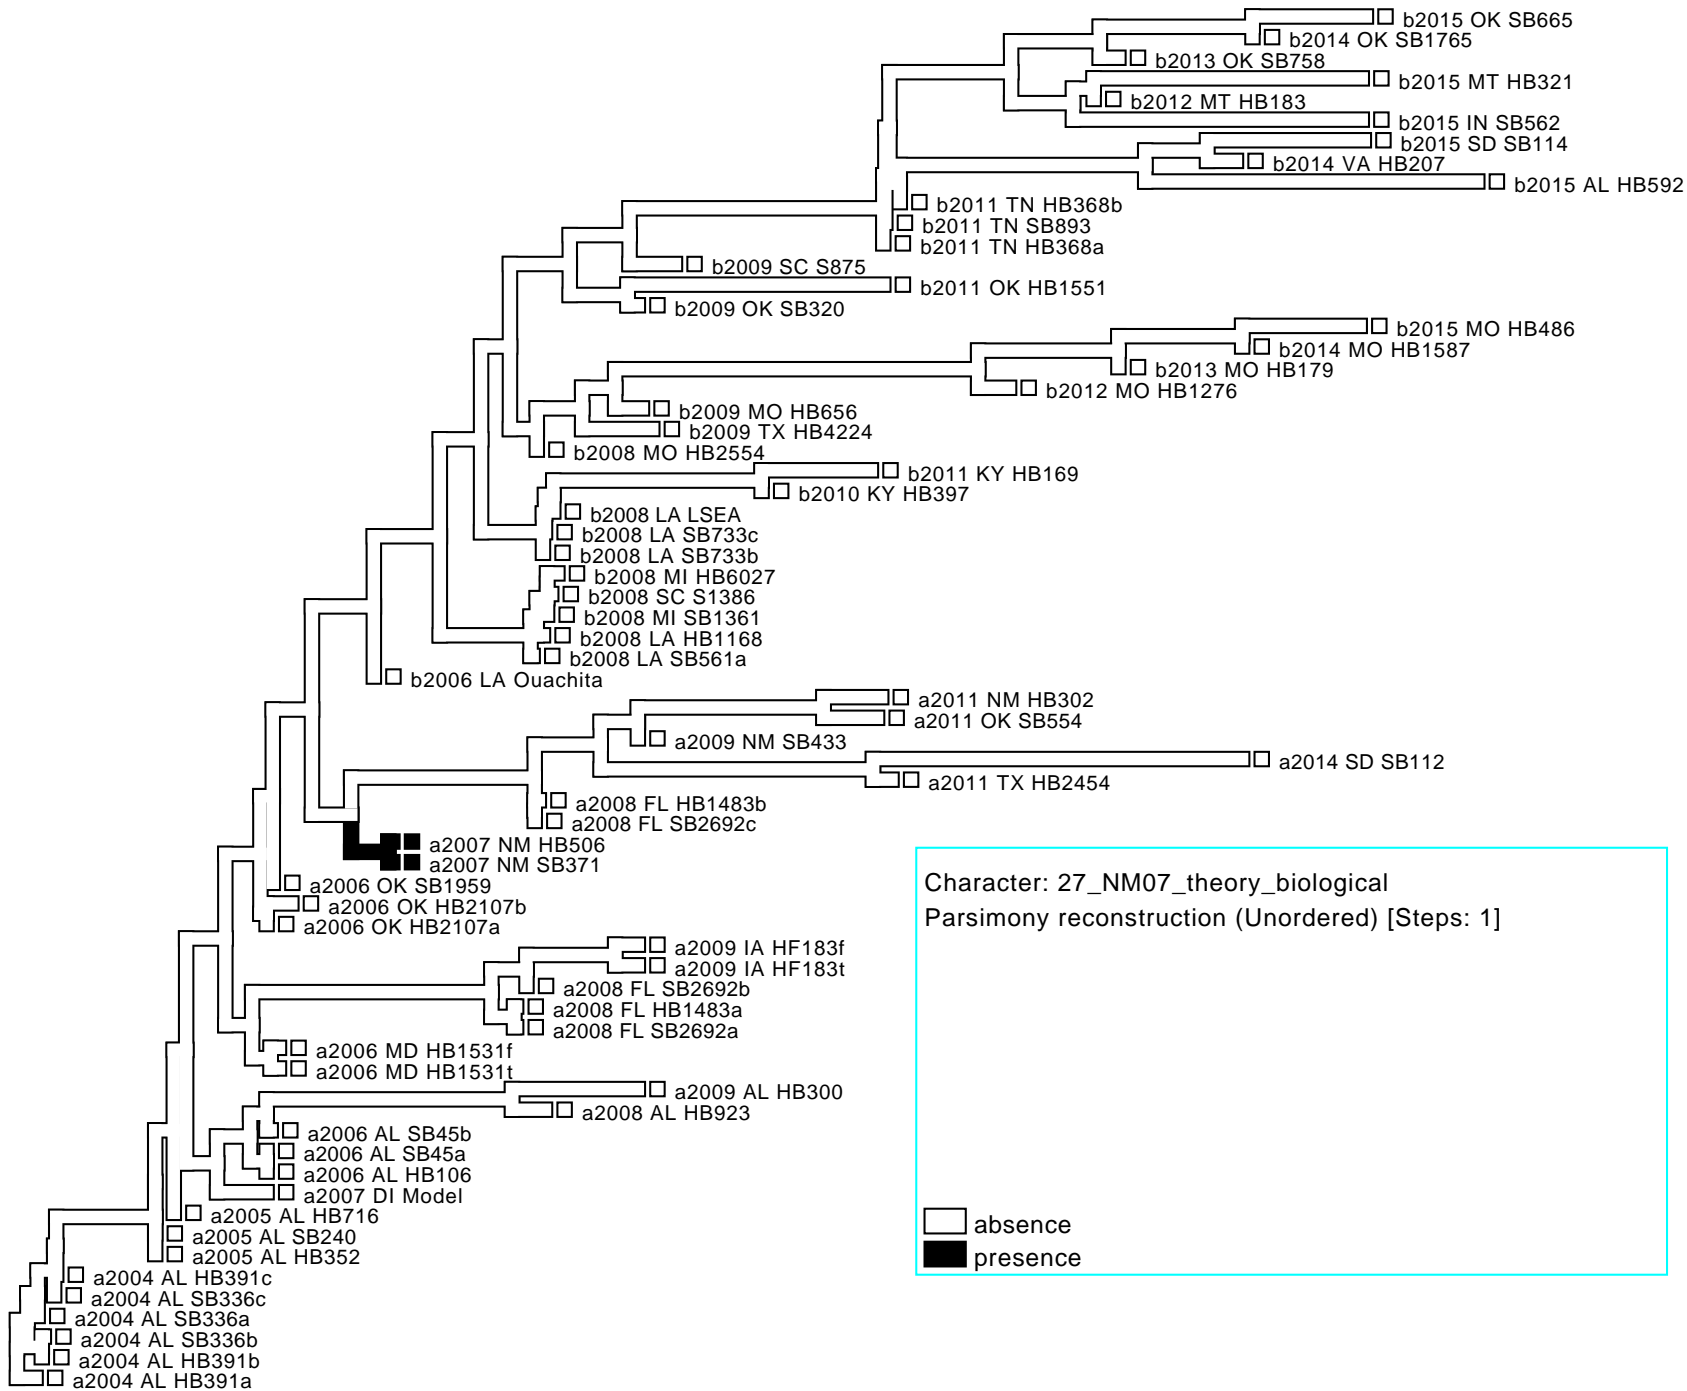 b2015 OK SB665
b2014 OK SB1765
b2013 OK SB758
b2015 MT HB321
b2012 MT HB183
b2015 IN SB562
b2015 SD SB114
b2014 VA HB207
b2015 AL HB592
b2011 TN HB368b
b2011 TN SB893
b2011 TN HB368a
b2009 SC S875
b2011 OK HB1551
b2009 OK SB320
b2015 MO HB486
b2014 MO HB1587
b2013 MO HB179
b2012 MO HB1276
b2009 MO HB656
b2009 TX HB4224
b2008 MO HB2554
b2011 KY HB169
b2010 KY HB397
b2008 LA LSEA
b2008 LA SB733c
b2008 LA SB733b
b2008 MI HB6027
b2008 SC S1386
b2008 MI SB1361
b2008 LA HB1168
b2008 LA SB561a
b2006 LA Ouachita
a2011 NM HB302
a2011 OK SB554
a2009 NM SB433
a2014 SD SB112
a2011 TX HB2454
a2008 FL HB1483b
a2008 FL SB2692c
a2007 NM HB506
a2007 NM SB371
a2006 OK SB1959
a2006 OK HB2107b
a2006 OK HB2107a
a2009 IA HF183f
a2009 IA HF183t
a2008 FL SB2692b
a2008 FL HB1483a
a2008 FL SB2692a
a2006 MD HB1531f
a2006 MD HB1531t
a2009 AL HB300
a2008 AL HB923
a2006 AL SB45b
a2006 AL SB45a
a2006 AL HB106
a2007 DI Model
a2005 AL HB716
a2005 AL SB240
a2005 AL HB352
a2004 AL HB391c
a2004 AL SB336c
a2004 AL SB336a
a2004 AL SB336b
a2004 AL HB391b
a2004 AL HB391a
Character: 27_NM07_theory_biological
Parsimony reconstruction (Unordered) [Steps: 1]
absence
presence